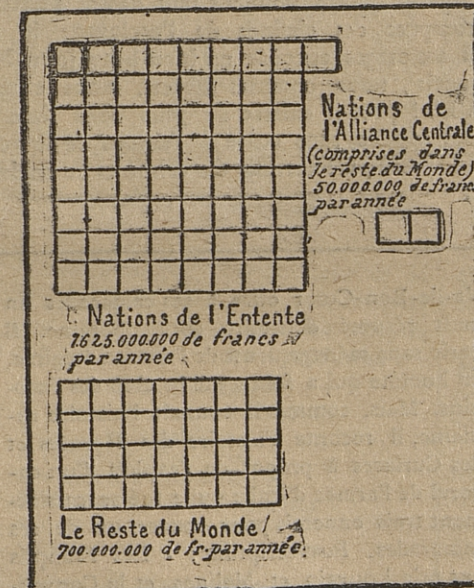 Nations de
l'Alliance Centrale
(comprises dans
le reste du Monde)
50.000.000 de francs
par année
Nations de l'Entente
1.625.000.000 de francs
par année
Le Reste du Monde
700.000.000 de fr. par année.